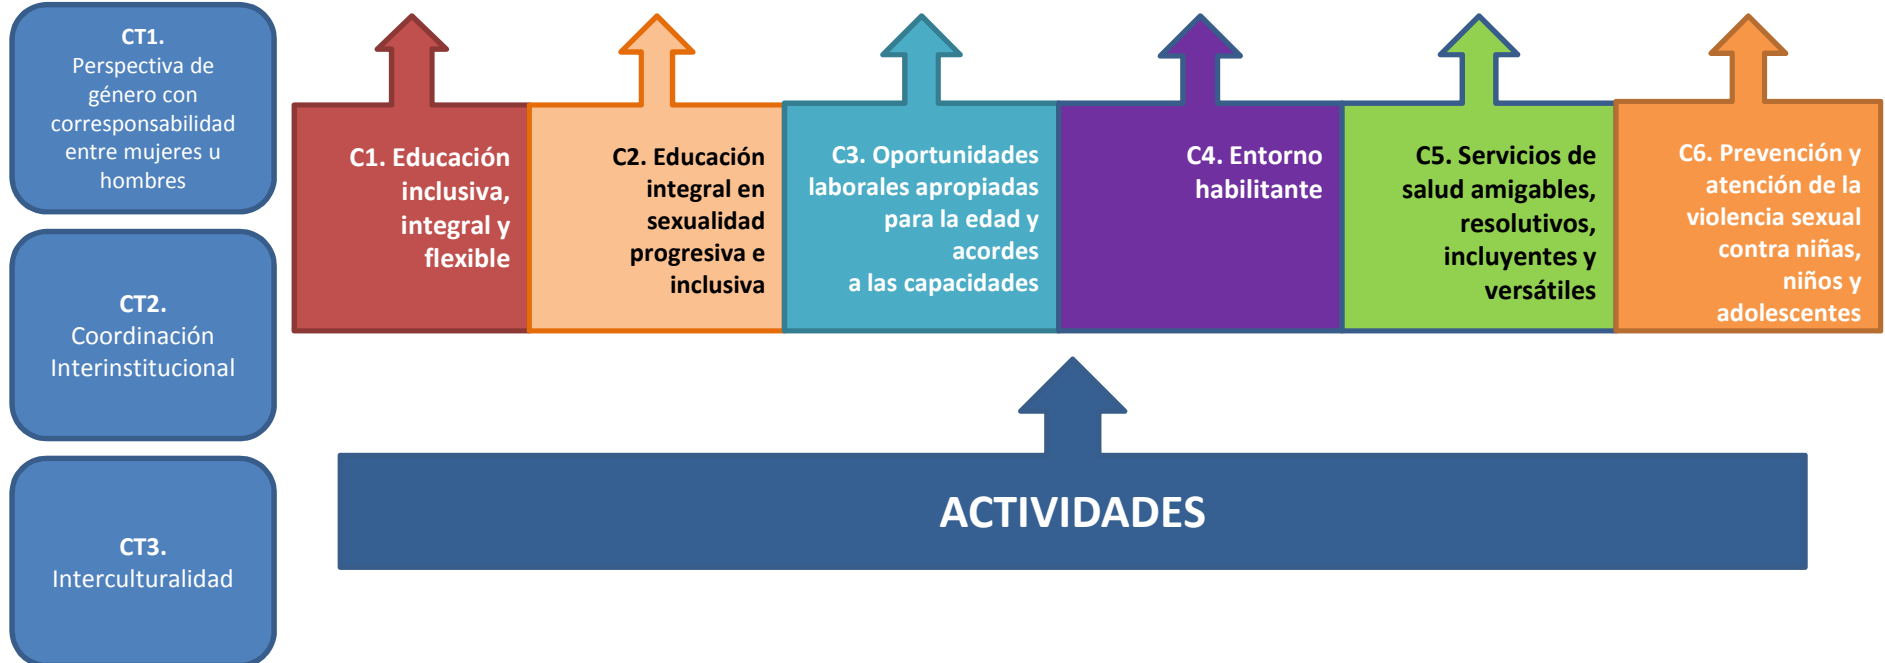 CT1.
Perspectiva de
género con
corresponsabilidad
entre mujeres u
hombres
CT2.
Coordinación
Interinstitucional
CT3.
Interculturalidad
C1. Educación
inclusiva,
integral y
flexible
C2. Educación
integral en
sexualidad
progresiva e
inclusiva
C3. Oportunidades
laborales apropiadas
para la edad y
acordes
a las capacidades
C4. Entorno
habilitante
C5. Servicios de
salud amigables,
resolutivos,
incluyentes y
versátiles
C6. Prevención y
atención de la
violencia sexual
contra niñas,
niños y
adolescentes
ACTIVIDADES